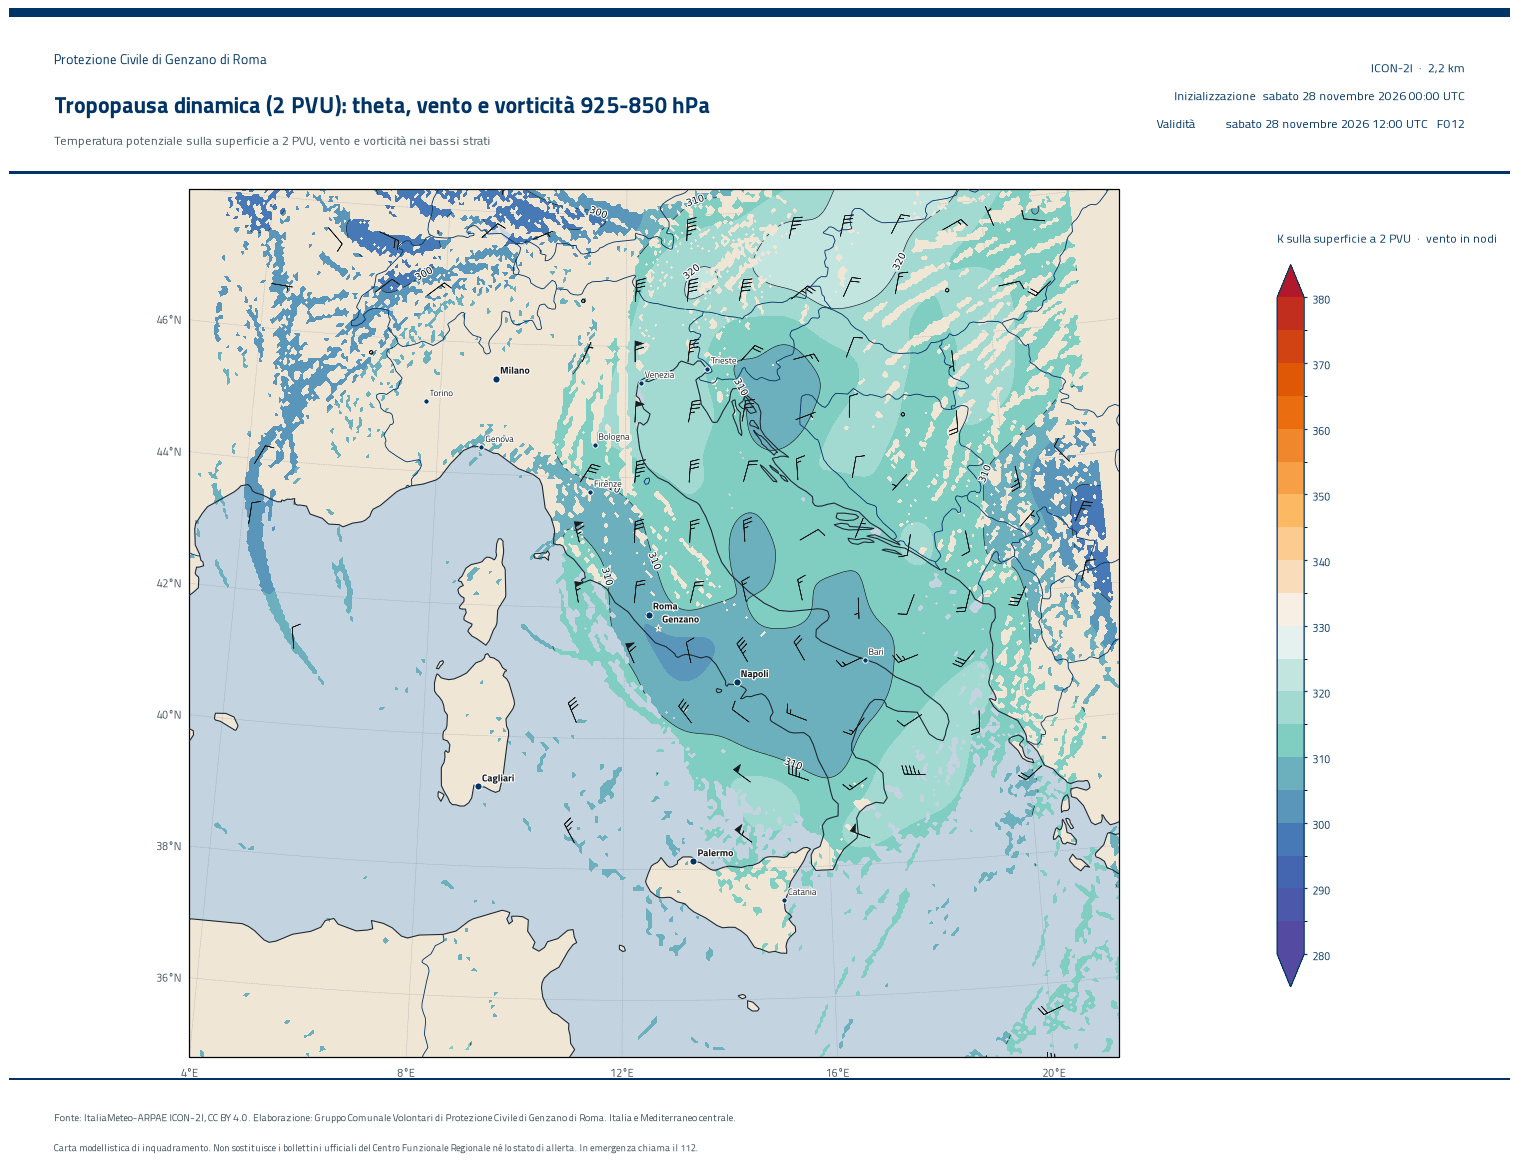 Protezione Civile di Genzano di Roma
Tropopausa dinamica (2 PVU): theta, vento e vorticità 925-850 hPa
Temperatura potenziale sulla superficie a 2 PVU, vento e vorticità nei bassi strati
ICON-2I · 2,2 km
Inizializzazione sabato 28 novembre 2026 00:00 UTC
Validità sabato 28 novembre 2026 12:00 UTC F012
K sulla superficie a 2 PVU · vento in nodi
380
370
360
350
340
330
320
310
300
290
280
46°N
44°N
42°N
40°N
38°N
36°N
4°E
8°E
12°E
16°E
20°E
300
310
300
320
320
310
310
310
310
310
Milano
Torino
Venezia
Trieste
Genova
Bologna
Firenze
Roma
Genzano
Napoli
Bari
Cagliari
Palermo
Catania
Fonte: ItaliaMeteo-ARPAE ICON-2I, CC BY 4.0. Elaborazione: Gruppo Comunale Volontari di Protezione Civile di Genzano di Roma. Italia e Mediterraneo centrale.
Carta modellistica di inquadramento. Non sostituisce i bollettini ufficiali del Centro Funzionale Regionale né lo stato di allerta. In emergenza chiama il 112.